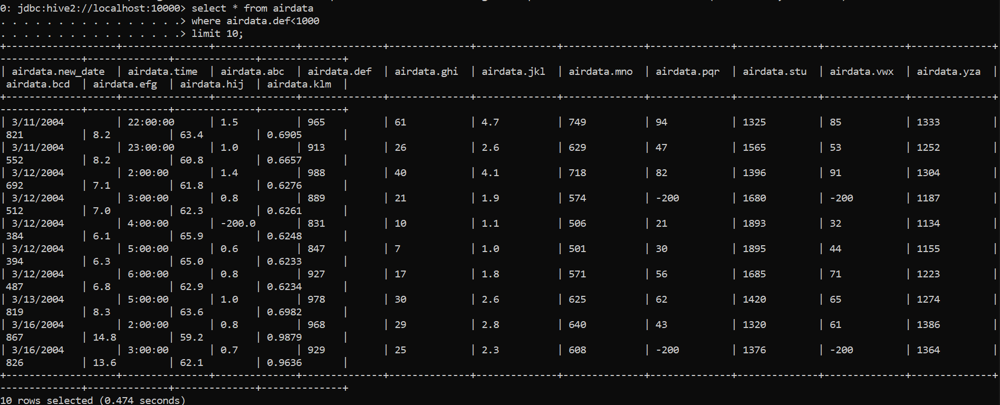 0: jdbc:hive2://localhost:10000> select * from airdata
. . . . . . . . . . . . . . . .> where airdata.def<1000
. . . . . . . . . . . . . . . .> limit 10;
+-------------------+---------------+--------------+--------------+--------------+--------------+--------------+--------------+--------------+--------------+--------------+
--------------+--------------+--------------+--------------+
| airdata.new_date  | airdata.time  | airdata.abc  | airdata.def  | airdata.ghi  | airdata.jkl  | airdata.mno  | airdata.pqr  | airdata.stu  | airdata.vwx  | airdata.yza  |
 airdata.bcd  | airdata.efg  | airdata.hij  | airdata.klm  |
+-------------------+---------------+--------------+--------------+--------------+--------------+--------------+--------------+--------------+--------------+--------------+
--------------+--------------+--------------+--------------+
| 3/11/2004         | 22:00:00      | 1.5          | 965          | 61           | 4.7          | 749          | 94           | 1325         | 85           | 1333         |
 821          | 8.2          | 63.4         | 0.6905       |
| 3/11/2004         | 23:00:00      | 1.0          | 913          | 26           | 2.6          | 629          | 47           | 1565         | 53           | 1252         |
 552          | 8.2          | 60.8         | 0.6657       |
| 3/12/2004         | 2:00:00       | 1.4          | 988          | 40           | 4.1          | 718          | 82           | 1396         | 91           | 1304         |
 692          | 7.1          | 61.8         | 0.6276       |
| 3/12/2004         | 3:00:00       | 0.8          | 889          | 21           | 1.9          | 574          | -200         | 1680         | -200         | 1187         |
 512          | 7.0          | 62.3         | 0.6261       |
| 3/12/2004         | 4:00:00       | -200.0       | 831          | 10           | 1.1          | 506          | 21           | 1893         | 32           | 1134         |
 384          | 6.1          | 65.9         | 0.6248       |
| 3/12/2004         | 5:00:00       | 0.6          | 847          | 7            | 1.0          | 501          | 30           | 1895         | 44           | 1155         |
 394          | 6.3          | 65.0         | 0.6233       |
| 3/12/2004         | 6:00:00       | 0.8          | 927          | 17           | 1.8          | 571          | 56           | 1685         | 71           | 1223         |
 487          | 6.8          | 62.9         | 0.6234       |
| 3/13/2004         | 5:00:00       | 1.0          | 978          | 30           | 2.6          | 625          | 62           | 1420         | 65           | 1274         |
 819          | 8.3          | 63.6         | 0.6982       |
| 3/16/2004         | 2:00:00       | 0.8          | 968          | 29           | 2.8          | 640          | 43           | 1320         | 61           | 1386         |
 867          | 14.8         | 59.2         | 0.9879       |
| 3/16/2004         | 3:00:00       | 0.7          | 929          | 25           | 2.3          | 608          | -200         | 1376         | -200         | 1364         |
 826          | 13.6         | 62.1         | 0.9636       |
+-------------------+---------------+--------------+--------------+--------------+--------------+--------------+--------------+--------------+--------------+--------------+
--------------+--------------+--------------+--------------+
10 rows selected (0.474 seconds)